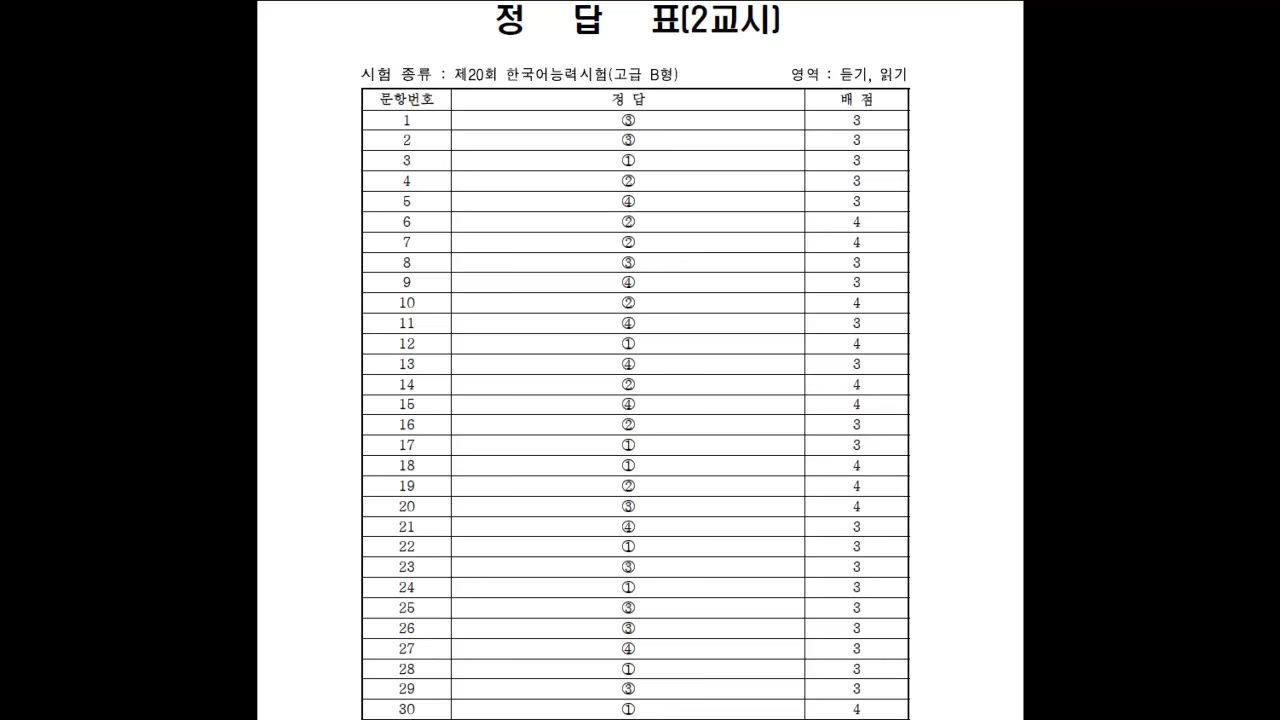 정 답 표(2교시)
시험 종류 : 제20회 한국어능력시험(고급 B형) 영역 : 듣기, 읽기
문항번호 정 답 배 점
1 ③ 3
2 ③ 3
3 ① 3
4 ② 3
5 ④ 3
6 ② 4
7 ② 4
8 ③ 3
9 ④ 3
10 ② 4
11 ④ 3
12 ① 4
13 ④ 3
14 ② 4
15 ④ 4
16 ② 3
17 ① 3
18 ① 4
19 ② 4
20 ③ 4
21 ④ 3
22 ① 3
23 ③ 3
24 ① 3
25 ③ 3
26 ③ 3
27 ④ 3
28 ① 3
29 ③ 3
30 ① 4